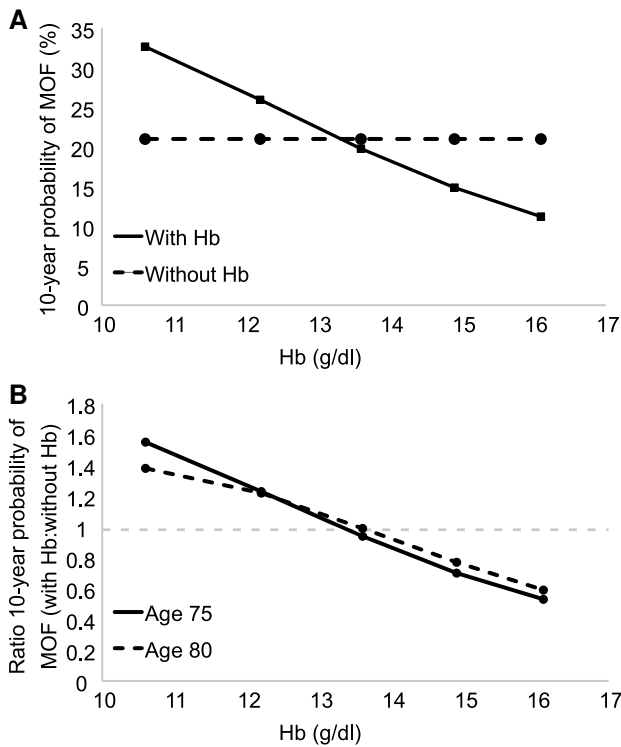 A
10-year probability of MOF (%)
35
30
25
20
15
10
5
0
With Hb
Without Hb
10 11 12 13 14 15 16 17
Hb (g/dl)
B
Ratio 10-year probability of
MOF (with Hb:without Hb)
1.8
1.6
1.4
1.2
1
0.8
0.6
0.4
0.2
0
Age 75
Age 80
10 11 12 13 14 15 16 17
Hb (g/dl)